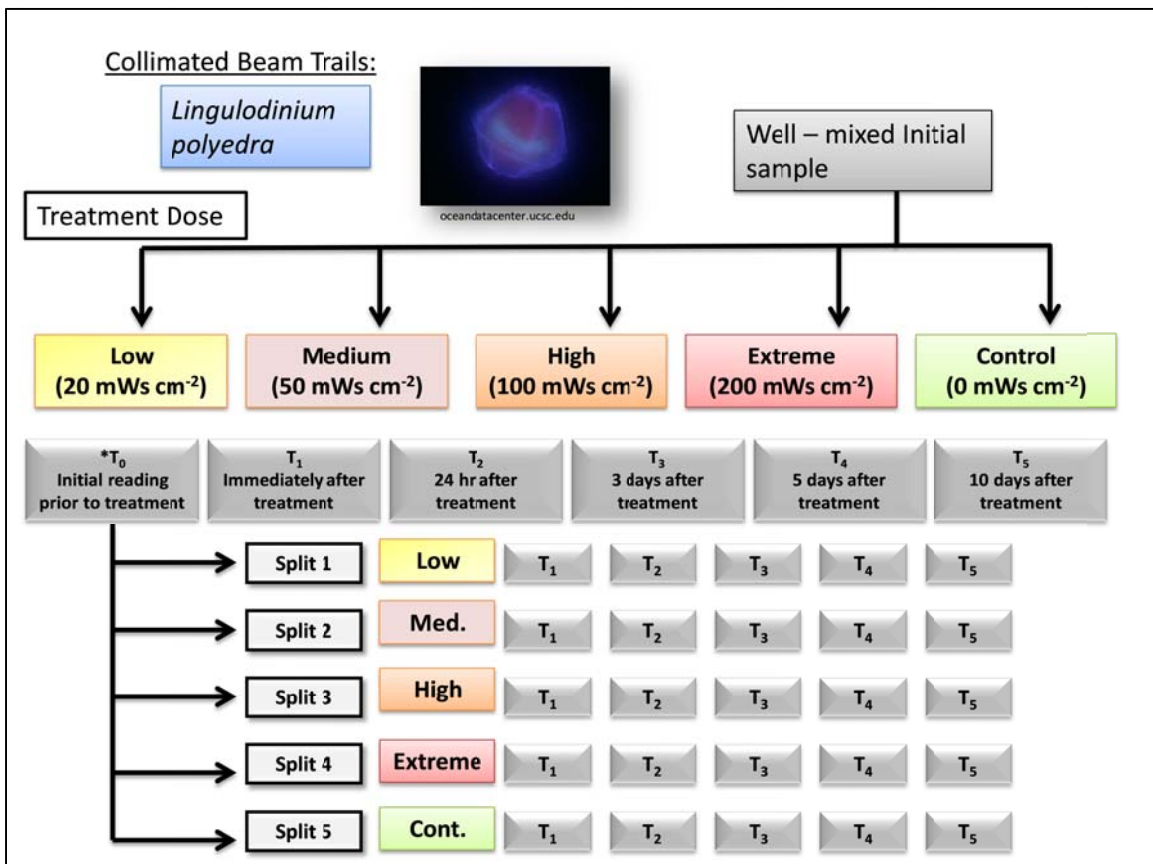 Collimated Beam Trails:
Lingulodinium
polyedra
oceandatacenter.ucsc.edu
Well – mixed Initial
sample
Treatment Dose
Low
(20 mWs cm⁻²)
Medium
(50 mWs cm⁻²)
High
(100 mWs cm⁻²)
Extreme
(200 mWs cm⁻²)
Control
(0 mWs cm⁻²)
*T₀
Initial reading
prior to treatment
T₁
Immediately after
treatment
T₂
24 hr after
treatment
T₃
3 days after
treatment
T₄
5 days after
treatment
T₅
10 days after
treatment
Split 1 Low T₁ T₂ T₃ T₄ T₅
Split 2 Med. T₁ T₂ T₃ T₄ T₅
Split 3 High T₁ T₂ T₃ T₄ T₅
Split 4 Extreme T₁ T₂ T₃ T₄ T₅
Split 5 Cont. T₁ T₂ T₃ T₄ T₅